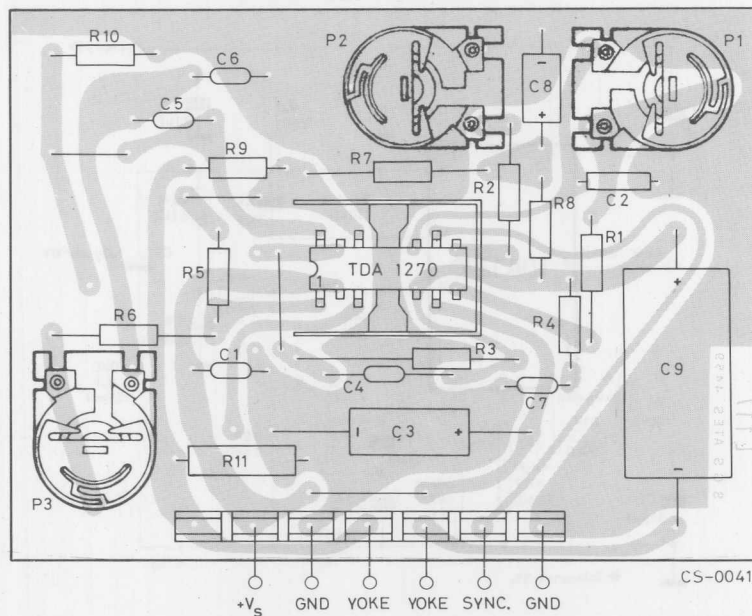 R10
C6
P2
P1
C8
C5
R9
R7
R2
R8
C2
R1
TDA 1270
1
R5
R6
R4
C1
R3
C4
C7
C9
C3
R11
P3
+Vs GND YOKE YOKE SYNC. GND
CS-0041